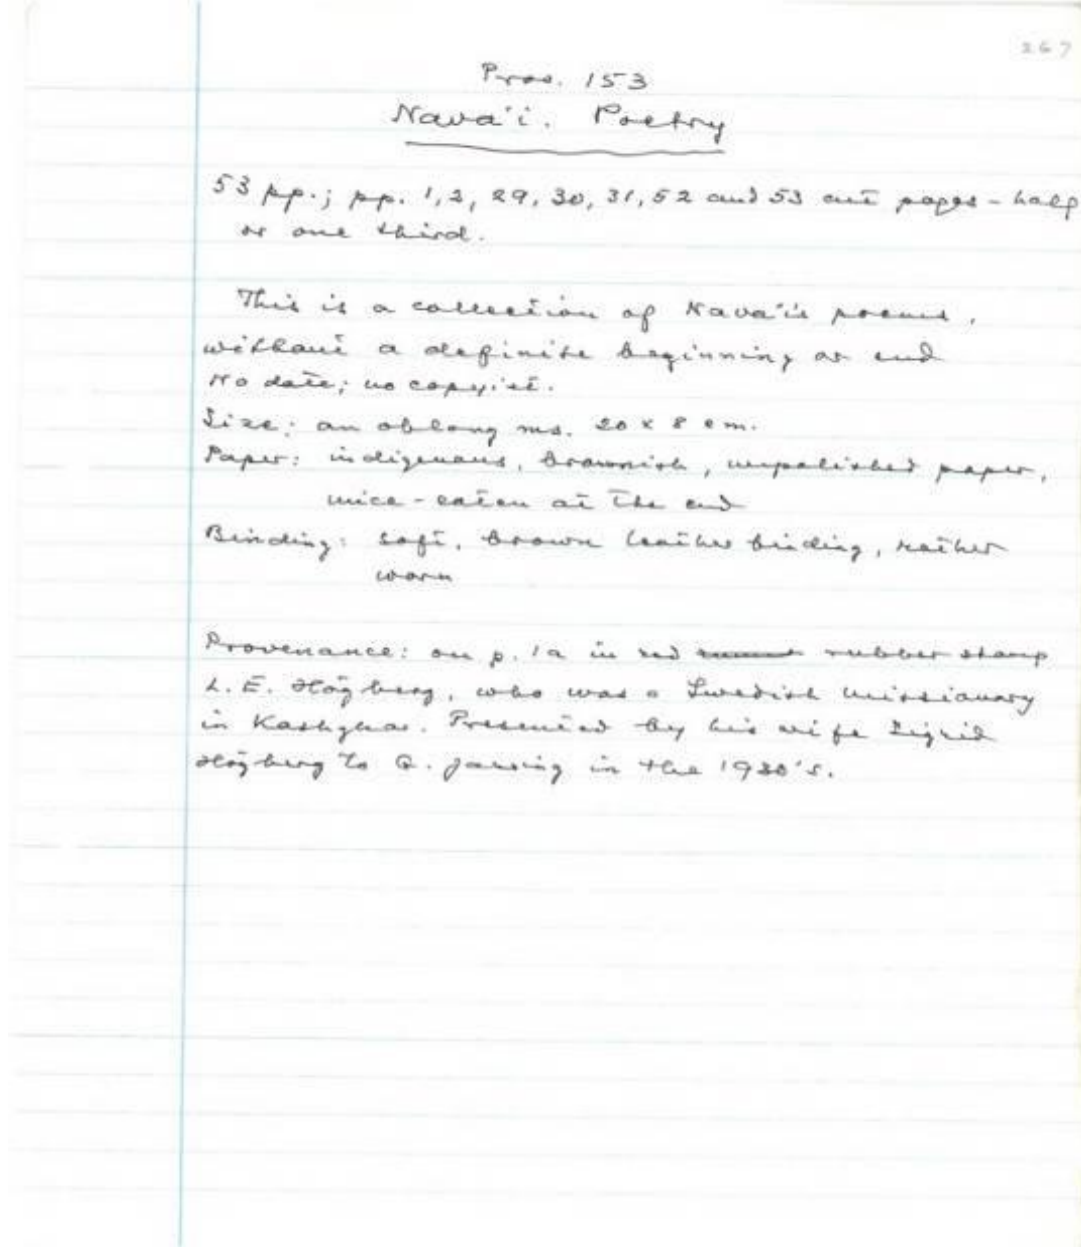 267
Prov. 153
Nava'i. Poetry
53 pp.; pp. 1, 2, 29, 30, 31, 52 and 53 cut pages - half
or one third.
This is a collection of Nava'i's poems,
without a definite beginning or end
No date; no copyist.
Size: an oblong ms. 20 x 8 cm.
Paper: indigenous, brownish, unpolished paper,
mice-eaten at the end
Binding: soft, brown leather binding, rather
worn
Provenance: on p. 1a in red rubber stamp
L. E. Högberg, who was a Swedish missionary
in Kashghar. Presented by his wife Sigrid
Högberg to G. Jarring in the 1930's.